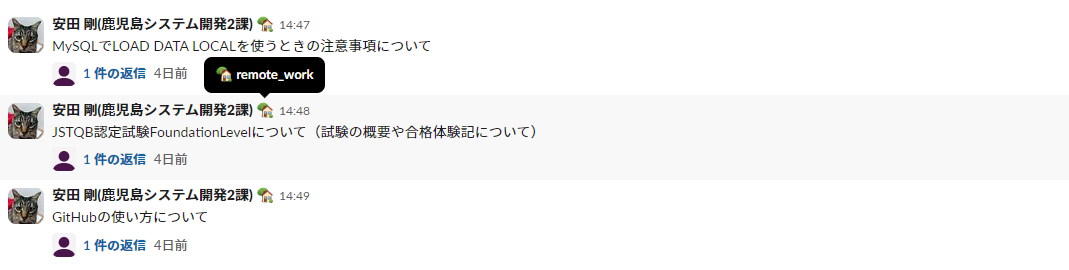 安田 剛(鹿児島システム開発2課) 14:47
MySQLでLOAD DATA LOCALを使うときの注意事項について
1 件の返信 4日前
remote_work
安田 剛(鹿児島システム開発2課) 14:48
JSTQB認定試験FoundationLevelについて（試験の概要や合格体験記について）
1 件の返信 4日前
安田 剛(鹿児島システム開発2課) 14:49
GitHubの使い方について
1 件の返信 4日前